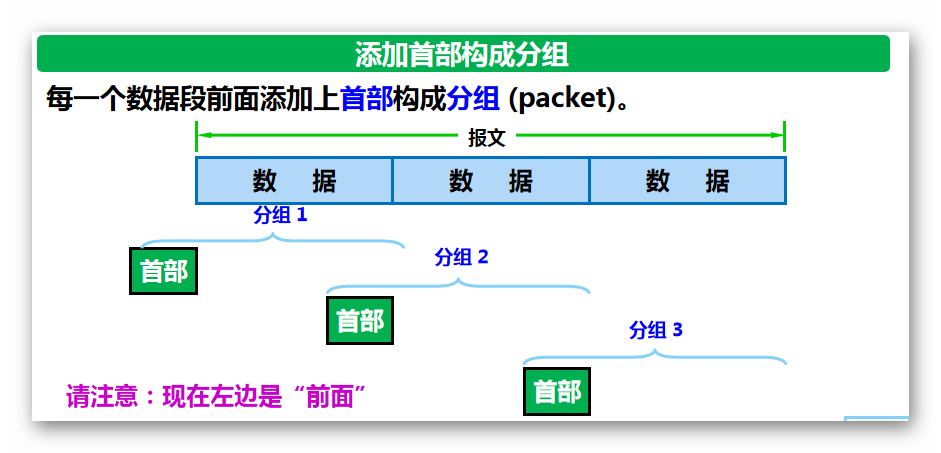 添加首部构成分组
每一个数据段前面添加上首部构成分组 (packet)。
报文
数 据 数 据 数 据
分组 1
首部
分组 2
首部
分组 3
首部
请注意：现在左边是“前面”